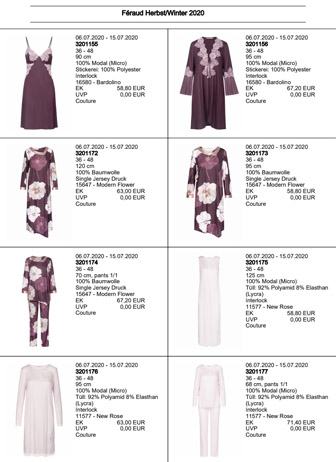 Féraud Herbst/Winter 2020
06.07.2020 - 15.07.2020
3201155
36 - 48
90 cm
100% Modal (Micro)
Stickerei: 100% Polyester
Interlock
16580 - Bardolino
EK 58,80 EUR
UVP 0,00 EUR
Couture
06.07.2020 - 15.07.2020
3201156
36 - 48
95 cm
100% Modal (Micro)
Stickerei: 100% Polyester
Interlock
16580 - Bardolino
EK 67,20 EUR
UVP 0,00 EUR
Couture
06.07.2020 - 15.07.2020
3201172
36 - 48
120 cm
100% Baumwolle
Single Jersey Druck
15647 - Modern Flower
EK 63,00 EUR
UVP 0,00 EUR
Couture
06.07.2020 - 15.07.2020
3201173
36 - 48
95 cm
100% Baumwolle
Single Jersey Druck
15647 - Modern Flower
EK 58,80 EUR
UVP 0,00 EUR
Couture
06.07.2020 - 15.07.2020
3201174
36 - 48
70 cm, pants 1/1
100% Baumwolle
Single Jersey Druck
15647 - Modern Flower
EK 67,20 EUR
UVP 0,00 EUR
Couture
06.07.2020 - 15.07.2020
3201175
36 - 48
125 cm
100% Modal (Micro)
Tüll: 92% Polyamid 8% Elasthan
(Lycra)
Interlock
11577 - New Rose
EK 58,80 EUR
UVP 0,00 EUR
Couture
06.07.2020 - 15.07.2020
3201176
36 - 48
95 cm
100% Modal (Micro)
Tüll: 92% Polyamid 8% Elasthan
(Lycra)
Interlock
11577 - New Rose
EK 63,00 EUR
UVP 0,00 EUR
Couture
06.07.2020 - 15.07.2020
3201177
36 - 48
68 cm, pants 1/1
100% Modal (Micro)
Tüll: 92% Polyamid 8% Elasthan
(Lycra)
Interlock
11577 - New Rose
EK 71,40 EUR
UVP 0,00 EUR
Couture